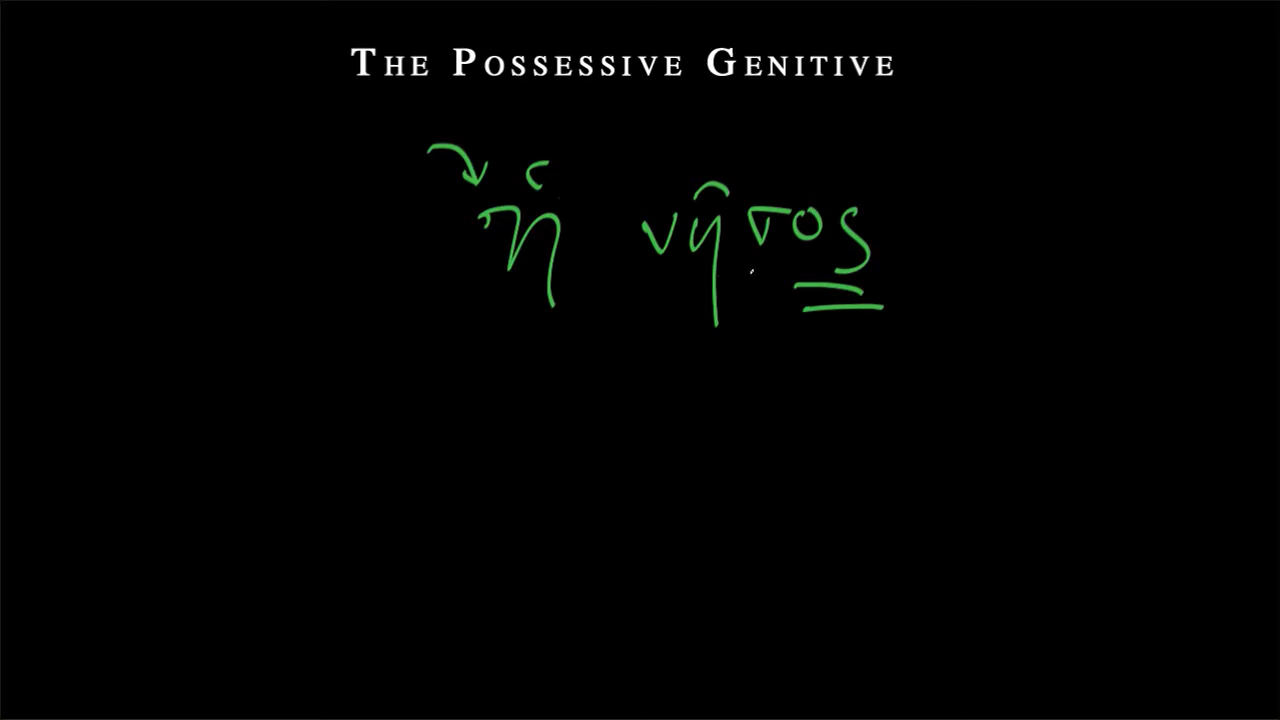 The Possessive Genitive
ἡ νῆσος